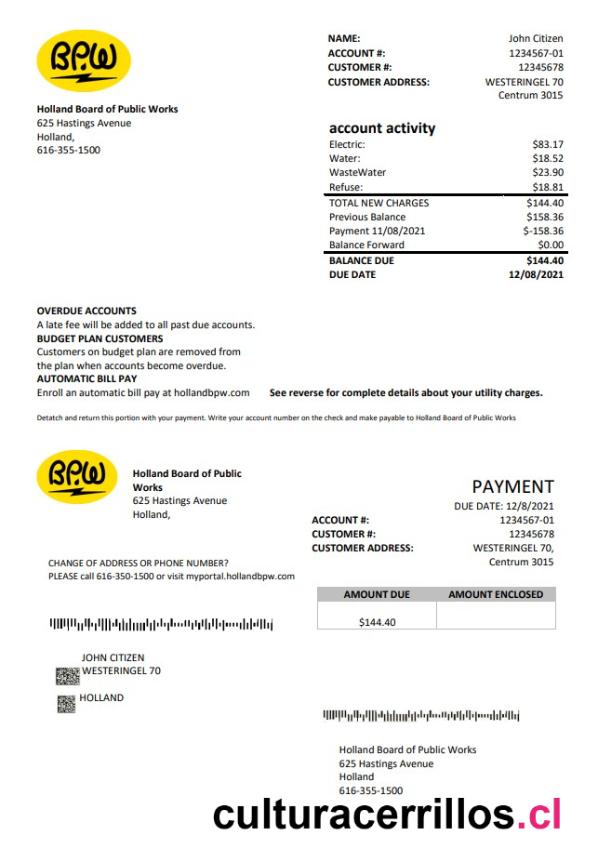 BPW
Holland Board of Public Works
625 Hastings Avenue
Holland,
616-355-1500
NAME: John Citizen
ACCOUNT #: 1234567-01
CUSTOMER #: 12345678
CUSTOMER ADDRESS: WESTERINGEL 70
Centrum 3015
account activity
Electric: $83.17
Water: $18.52
WasteWater $23.90
Refuse: $18.81
TOTAL NEW CHARGES $144.40
Previous Balance $158.36
Payment 11/08/2021 $-158.36
Balance Forward $0.00
BALANCE DUE $144.40
DUE DATE 12/08/2021
OVERDUE ACCOUNTS
A late fee will be added to all past due accounts.
BUDGET PLAN CUSTOMERS
Customers on budget plan are removed from
the plan when accounts become overdue.
AUTOMATIC BILL PAY
Enroll an automatic bill pay at hollandbpw.com See reverse for complete details about your utility charges.
Detatch and return this portion with your payment. Write your account number on the check and make payable to Holland Board of Public Works
BPW
Holland Board of Public
Works
625 Hastings Avenue
Holland,
PAYMENT
DUE DATE: 12/8/2021
ACCOUNT #: 1234567-01
CUSTOMER #: 12345678
CUSTOMER ADDRESS: WESTERINGEL 70,
Centrum 3015
CHANGE OF ADDRESS OR PHONE NUMBER?
PLEASE call 616-350-1500 or visit myportal.hollandbpw.com
AMOUNT DUE AMOUNT ENCLOSED
$144.40
JOHN CITIZEN
WESTERINGEL 70
HOLLAND
Holland Board of Public Works
625 Hastings Avenue
Holland
616-355-1500
culturacerrillos.cl